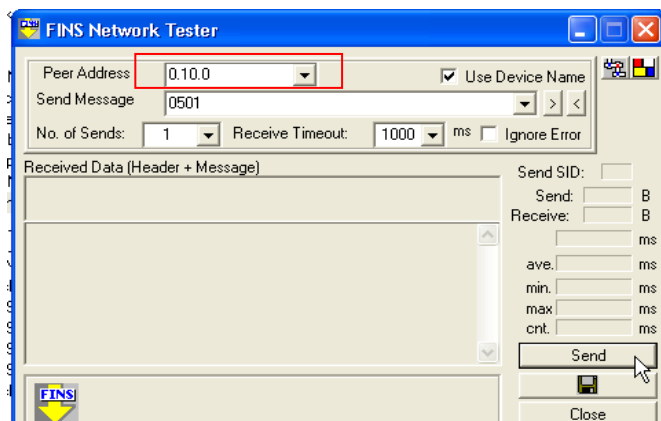 FINS Network Tester
Peer Address 0.10.0 Use Device Name
Send Message 0501 > <
No. of Sends: 1 Receive Timeout: 1000 ms Ignore Error
Received Data (Header + Message)
Send SID:
Send: B
Receive: B
ms
ave. ms
min. ms
max ms
cnt. ms
Send
FINS
Close